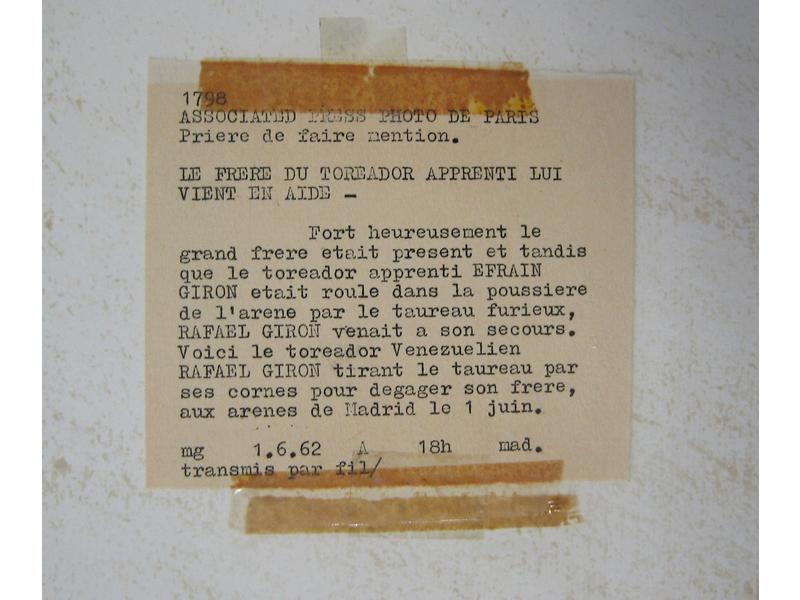 1798
ASSOCIATED PRESS PHOTO DE PARIS
Priere de faire mention.
LE FRERE DU TOREADOR APPRENTI LUI
VIENT EN AIDE -
Fort heureusement le
grand frere etait present et tandis
que le toreador apprenti EFRAIN
GIRON etait roule dans la poussiere
de l'arene par le taureau furieux,
RAFAEL GIRON venait a son secours.
Voici le toreador Venezuelien
RAFAEL GIRON tirant le taureau par
ses cornes pour degager son frere,
aux arenes de Madrid le 1 juin.
mg 1.6.62 A 18h mad.
transmis par fil/